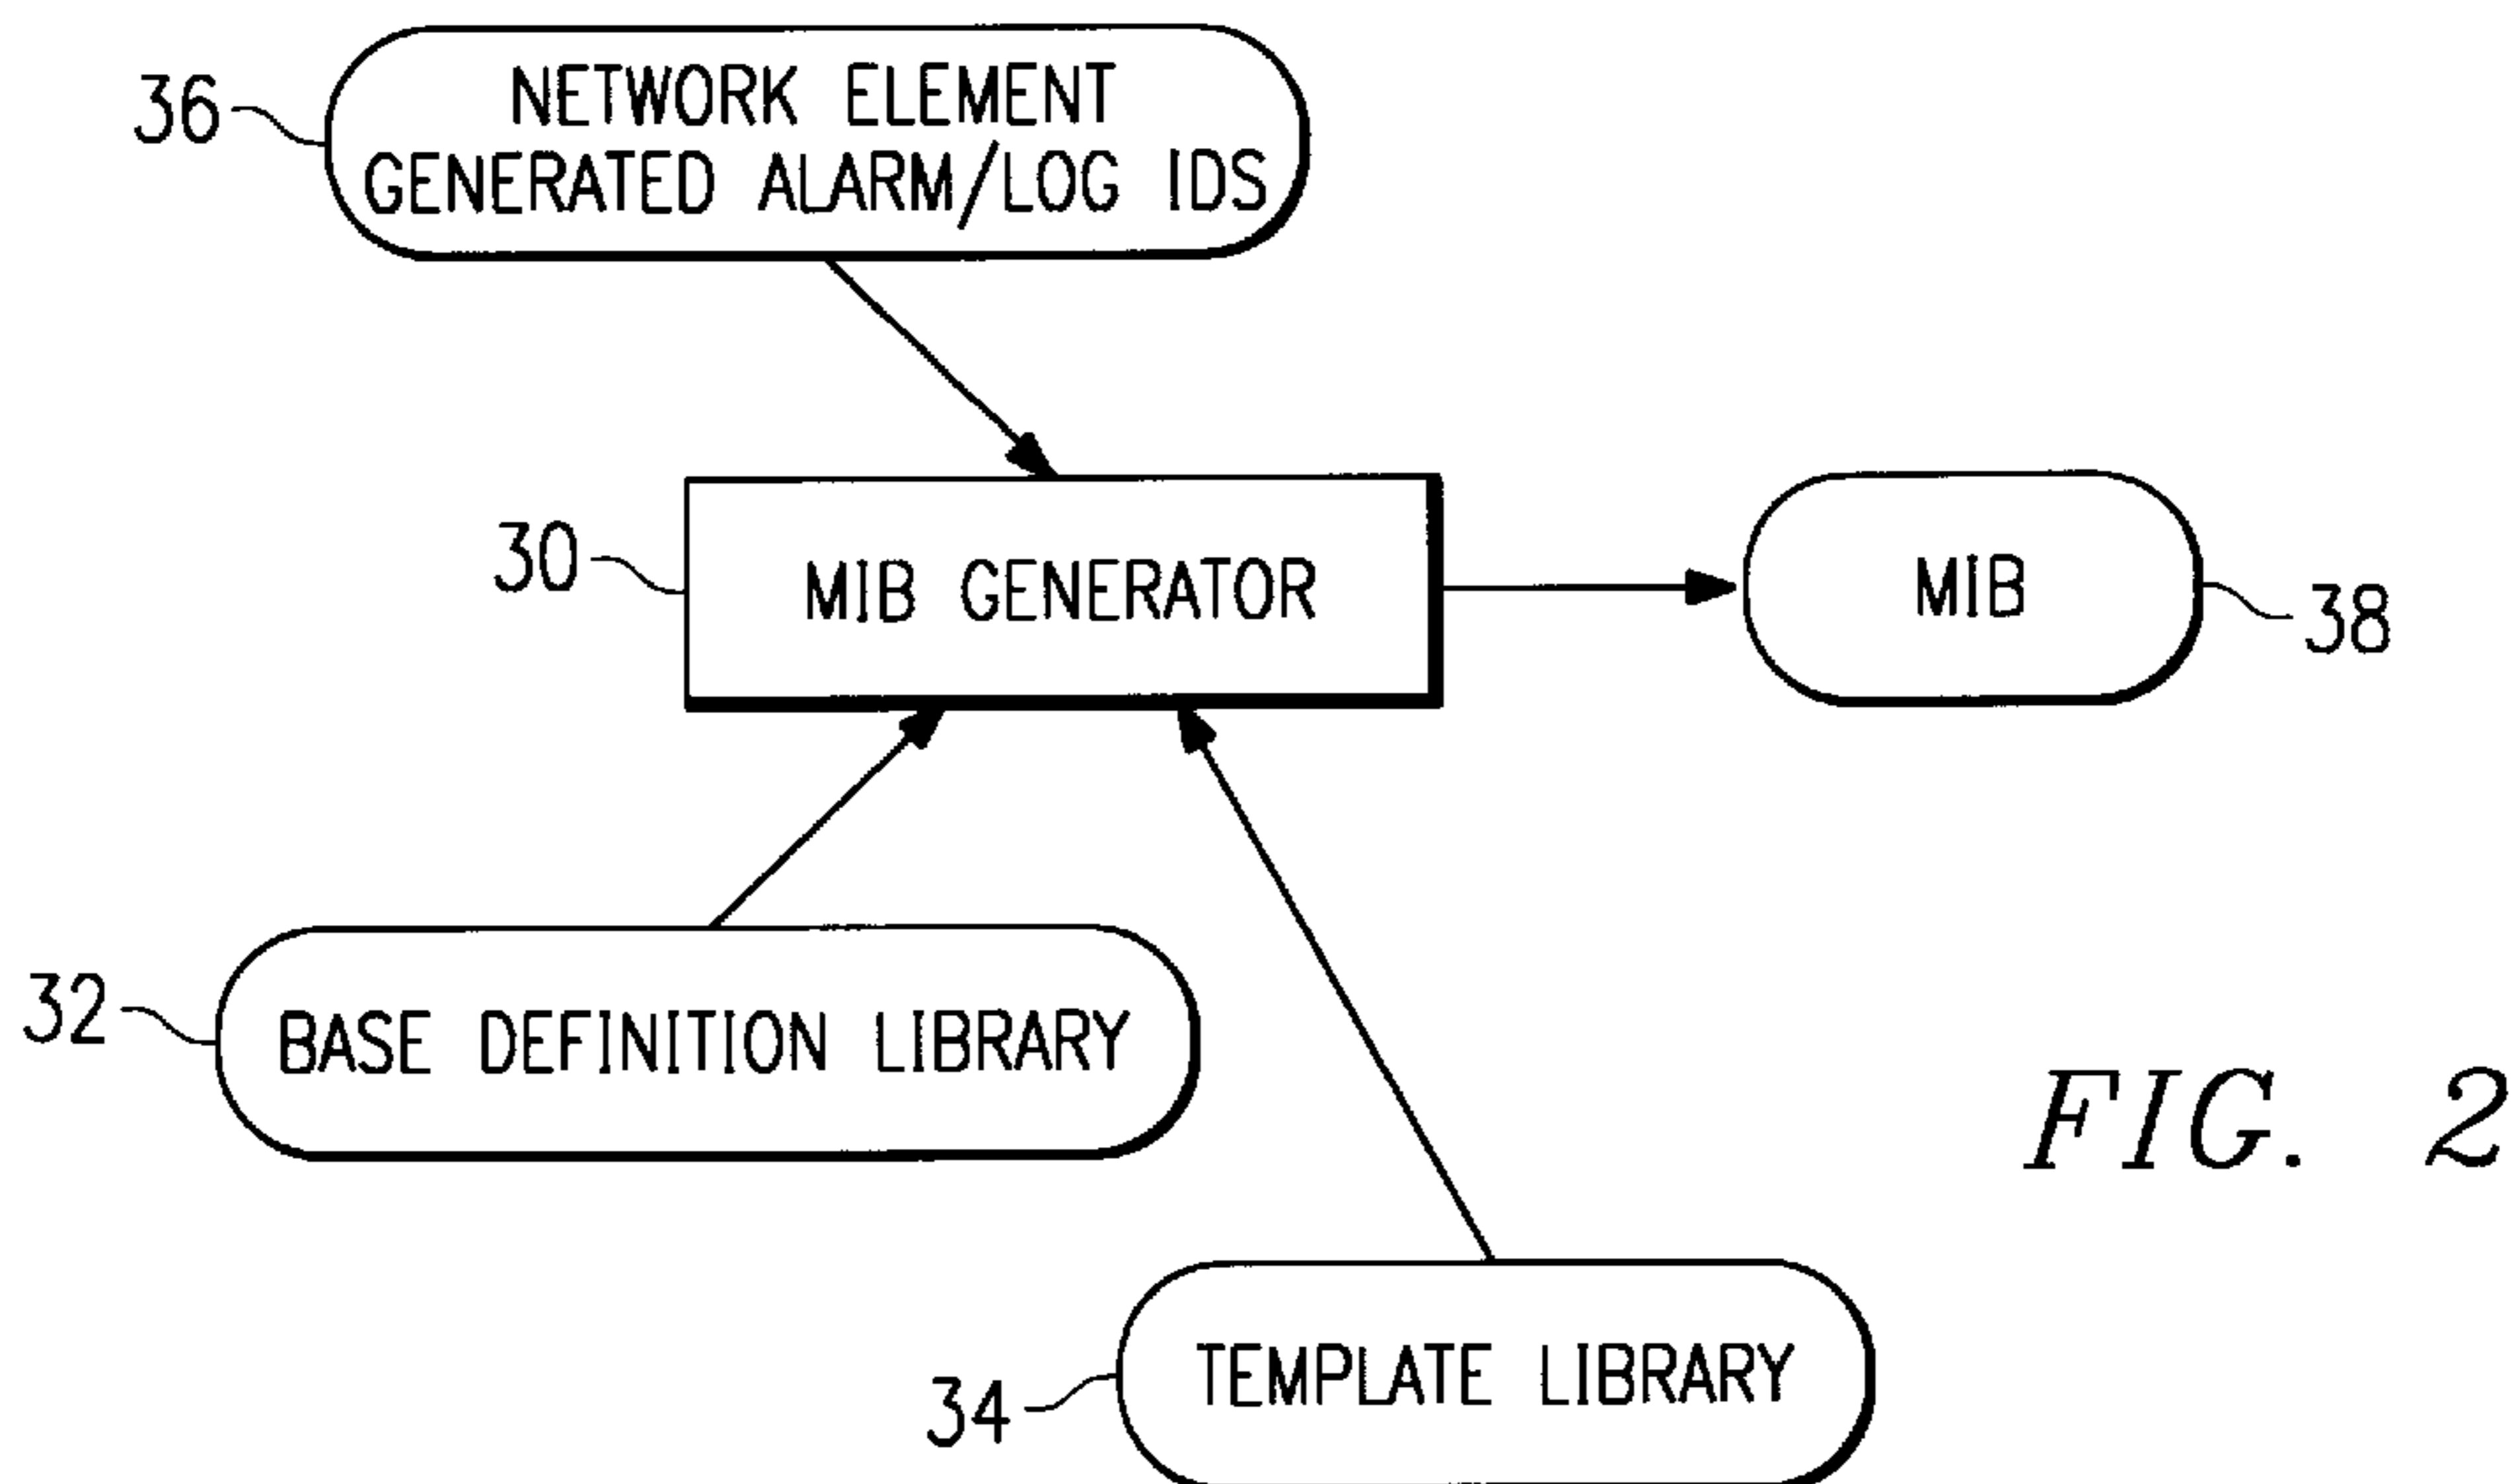 36
NETWORK ELEMENT
GENERATED ALARM/LOG IDS
30
MIB GENERATOR
MIB
38
32
BASE DEFINITION LIBRARY
FIG. 2
34
TEMPLATE LIBRARY